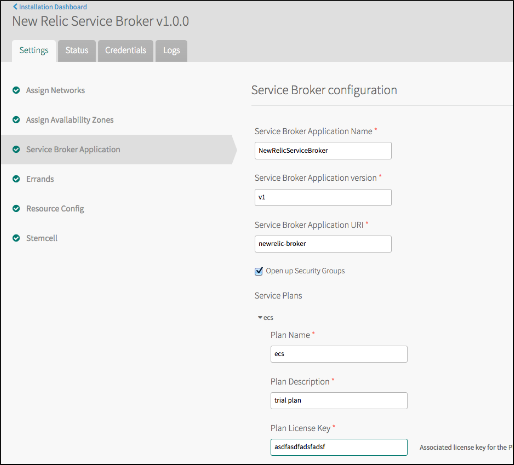 Installation Dashboard
New Relic Service Broker v1.0.0
Settings Status Credentials Logs
Assign Networks
Assign Availability Zones
Service Broker Application
Errands
Resource Config
Stemcell
Service Broker configuration
Service Broker Application Name *
NewRelicServiceBroker
Service Broker Application version *
v1
Service Broker Application URI *
newrelic-broker
Open up Security Groups
Service Plans
ecs
Plan Name *
ecs
Plan Description *
trial plan
Plan License Key *
asdfasdfadsfadsf Associated license key for the P